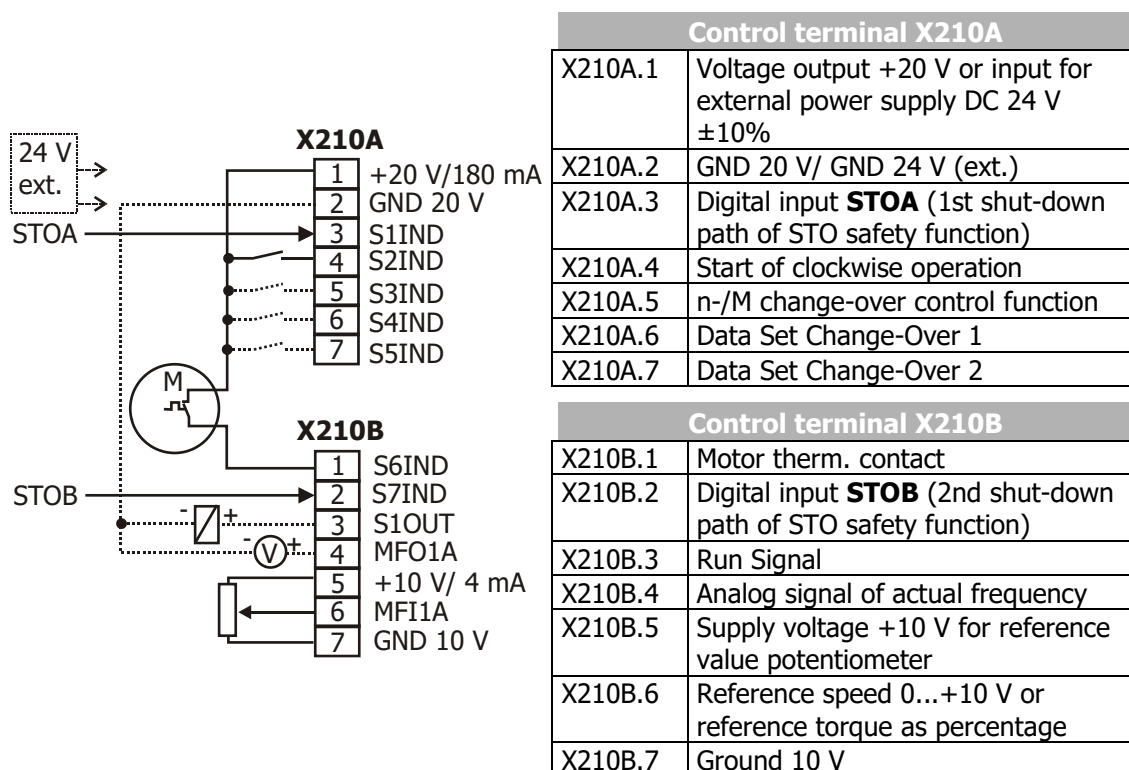 24 V
ext.
STOA
X210A
1 +20 V/180 mA
2 GND 20 V
3 S1IND
4 S2IND
5 S3IND
6 S4IND
7 S5IND
M
X210B
1 S6IND
STOB
2 S7IND
- + 3 S1OUT
- V + 4 MFO1A
5 +10 V/ 4 mA
6 MFI1A
7 GND 10 V
Control terminal X210A
X210A.1 Voltage output +20 V or input for
external power supply DC 24 V
±10%
X210A.2 GND 20 V/ GND 24 V (ext.)
X210A.3 Digital input STOA (1st shut-down
path of STO safety function)
X210A.4 Start of clockwise operation
X210A.5 n-/M change-over control function
X210A.6 Data Set Change-Over 1
X210A.7 Data Set Change-Over 2
Control terminal X210B
X210B.1 Motor therm. contact
X210B.2 Digital input STOB (2nd shut-down
path of STO safety function)
X210B.3 Run Signal
X210B.4 Analog signal of actual frequency
X210B.5 Supply voltage +10 V for reference
value potentiometer
X210B.6 Reference speed 0...+10 V or
reference torque as percentage
X210B.7 Ground 10 V